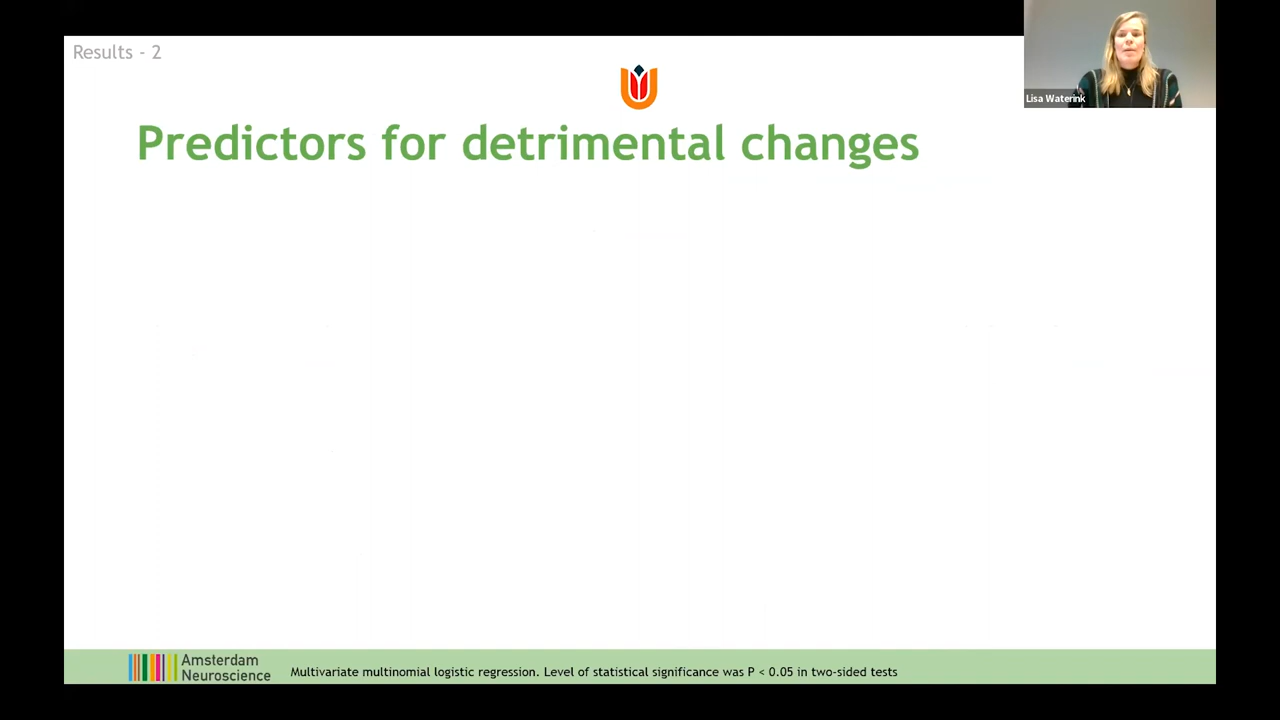 Results - 2
Lisa Waterink
Predictors for detrimental changes
Amsterdam
Neuroscience
Multivariate multinomial logistic regression. Level of statistical significance was P < 0.05 in two-sided tests